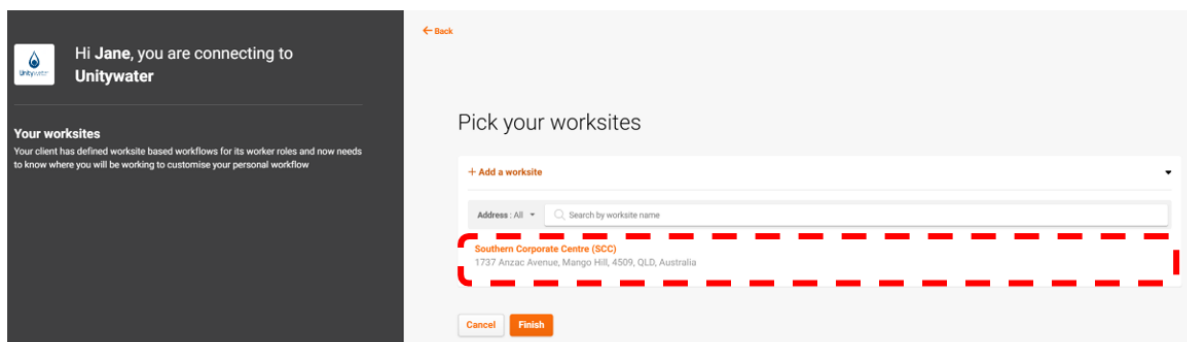 ← Back
Unitywater
Hi Jane, you are connecting to
Unitywater
Your worksites
Your client has defined worksite based workflows for its worker roles and now needs
to know where you will be working to customise your personal workflow
Pick your worksites
+ Add a worksite
Address : All
Search by worksite name
Southern Corporate Centre (SCC)
1737 Anzac Avenue, Mango Hill, 4509, QLD, Australia
Cancel
Finish